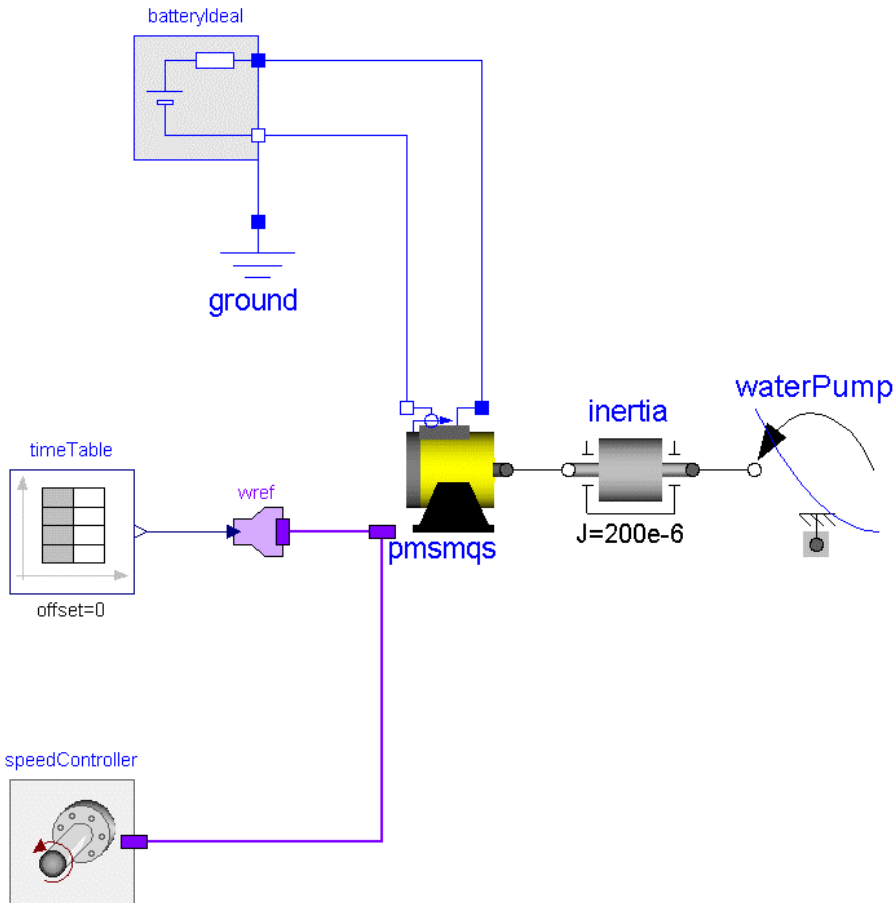 batteryIdeal
ground
waterPump
inertia
timeTable
wref
J=200e-6
pmsmqs
offset=0
speedController